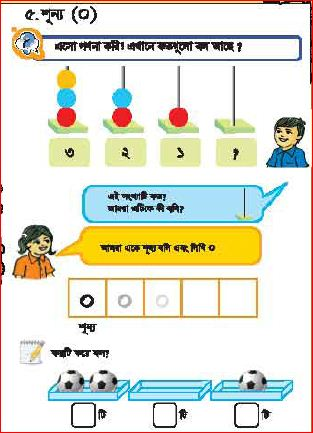 ৫. শূন্য (০)
এসো গণনা করি! এখানে কতগুলো বল আছে ?
৩ ২ ১ ?
এই সংখ্যাটি কত?
আমরা এটিকে কী বলি?
আমরা একে শূন্য বলি এবং লিখি ০
০ ০ ০
শূন্য
কয়টি করে বল?
টি টি টি